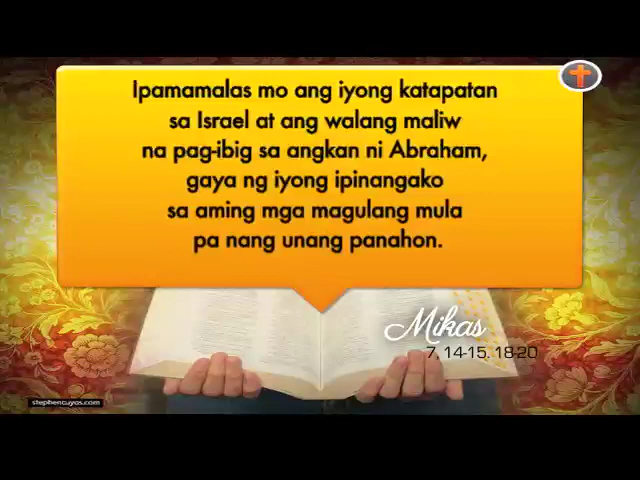 Ipamamalas mo ang iyong katapatan
sa Israel at ang walang maliw
na pag-ibig sa angkan ni Abraham,
gaya ng iyong ipinangako
sa aming mga magulang mula
pa nang unang panahon.
Mikas
7, 14-15. 18-20
stephencuyos.com